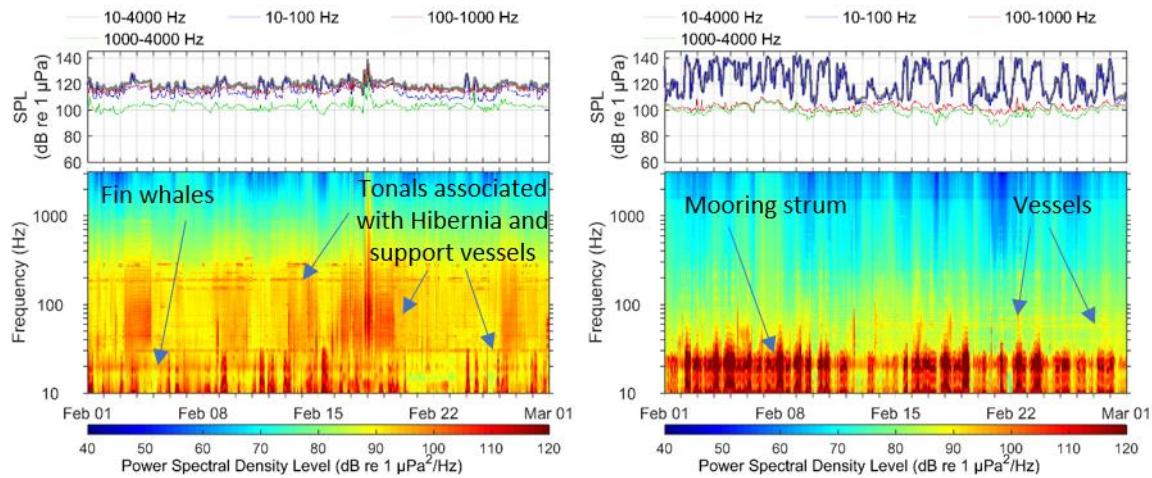 10-4000 Hz 10-100 Hz 100-1000 Hz
1000-4000 Hz
140
120
100
80
60
SPL
(dB re 1 µPa)
Fin whales
Tonals associated
with Hibernia and
support vessels
1000
100
10
Frequency (Hz)
Feb 01 Feb 08 Feb 15 Feb 22 Mar 01
40 50 60 70 80 90 100 110 120
Power Spectral Density Level (dB re 1 µPa²/Hz)
10-4000 Hz 10-100 Hz 100-1000 Hz
1000-4000 Hz
140
120
100
80
60
SPL
(dB re 1 µPa)
Mooring strum
Vessels
1000
100
10
Frequency (Hz)
Feb 01 Feb 08 Feb 15 Feb 22 Mar 01
40 50 60 70 80 90 100 110 120
Power Spectral Density Level (dB re 1 µPa²/Hz)